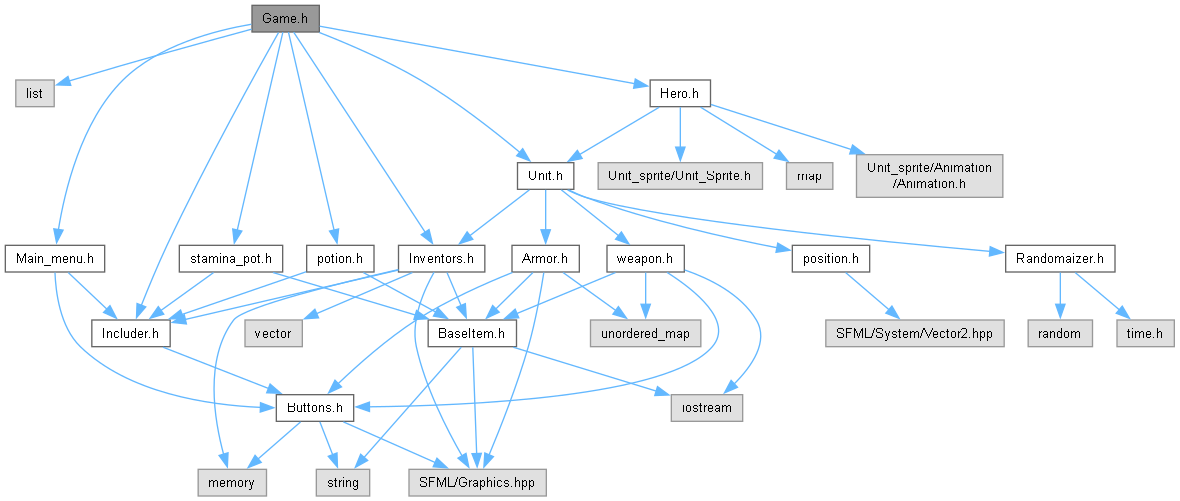 Game.h
list
Hero.h
Unit.h
Unit_sprite/Unit_Sprite.h
map
Unit_sprite/Animation
/Animation.h
Main_menu.h
stamina_pot.h
potion.h
Inventors.h
Armor.h
weapon.h
position.h
Randomaizer.h
Includer.h
vector
BaseItem.h
unordered_map
SFML/System/Vector2.hpp
random
time.h
Buttons.h
iostream
memory
string
SFML/Graphics.hpp